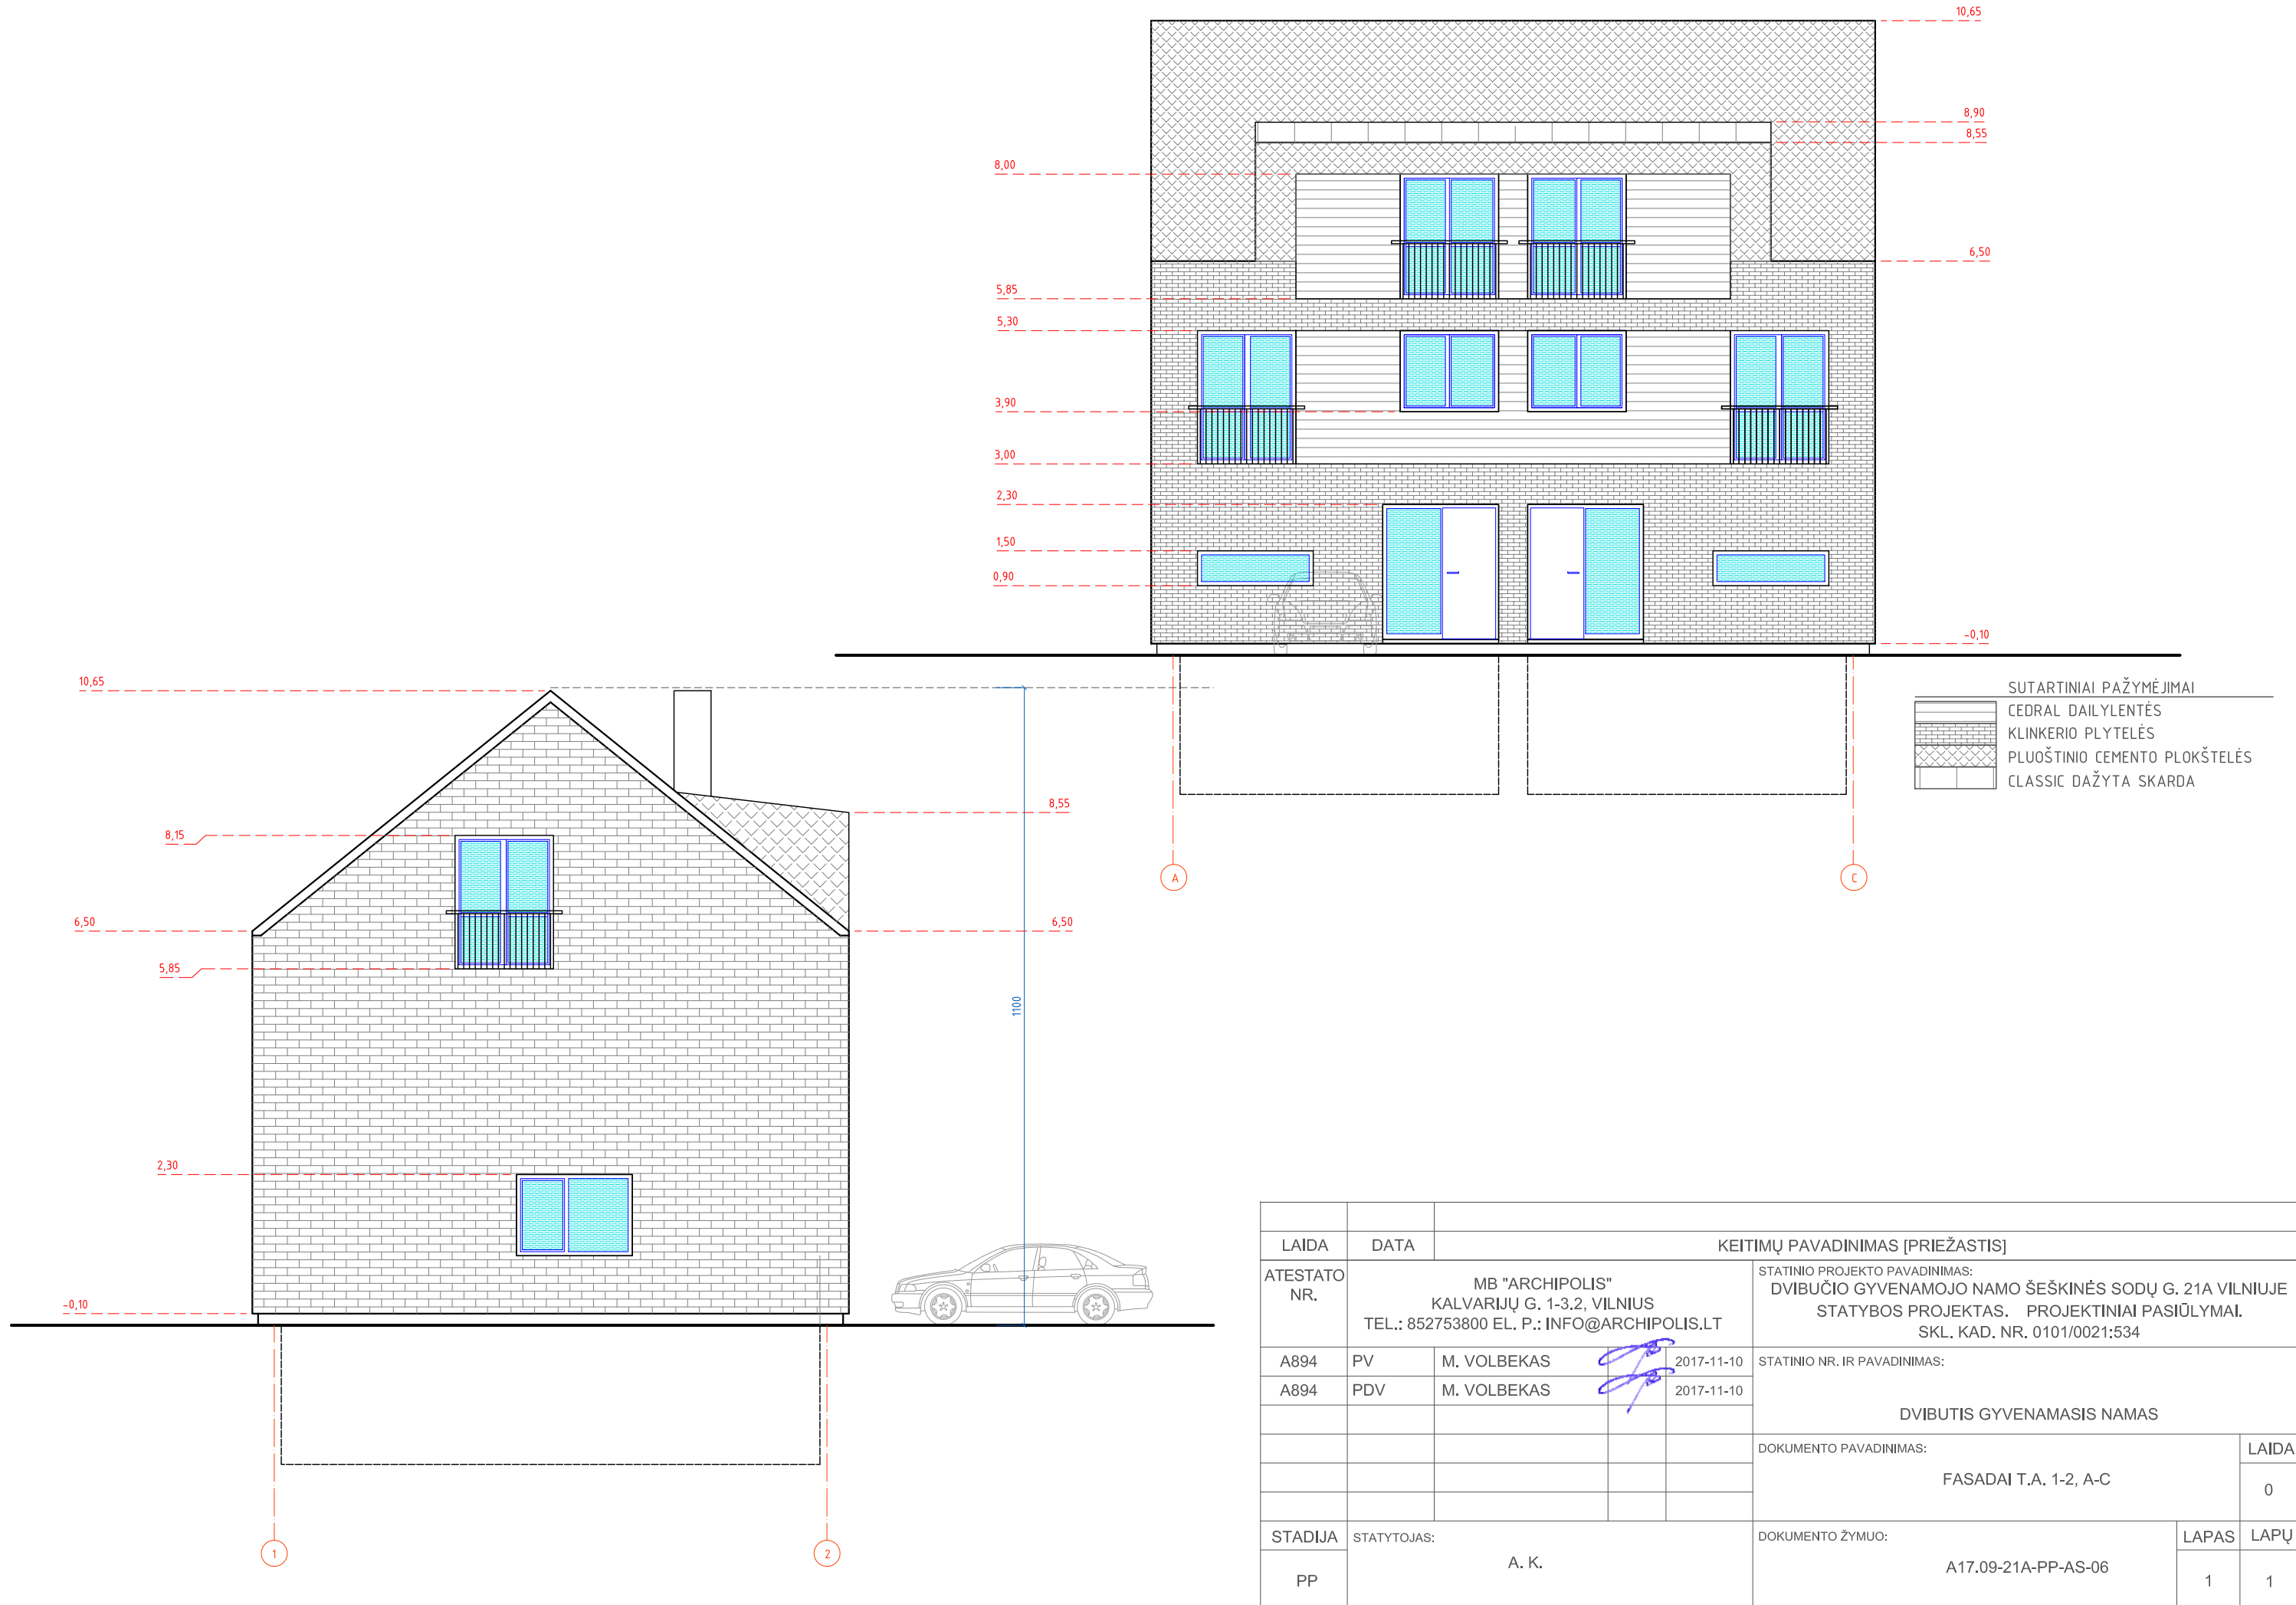 10,65
8,90
8,55
8,00
6,50
5,85
5,30
3,90
3,00
2,30
1,50
0,90
-0,10
A
C
SUTARTINIAI PAŽYMĖJIMAI
CEDRAL DAILYLENTĖS
KLINKERIO PLYTELĖS
PLUOŠTINIO CEMENTO PLOKŠTELĖS
CLASSIC DAŽYTA SKARDA
10,65
8,55
8,15
6,50
6,50
5,85
1100
2,30
-0,10
1
2
LAIDA
DATA
KEITIMŲ PAVADINIMAS [PRIEŽASTIS]
ATESTATO
NR.
MB "ARCHIPOLIS"
KALVARIJŲ G. 1-3.2, VILNIUS
TEL.: 852753800 EL. P.: INFO@ARCHIPOLIS.LT
STATINIO PROJEKTO PAVADINIMAS:
DVIBUČIO GYVENAMOJO NAMO ŠEŠKINĖS SODŲ G. 21A VILNIUJE
STATYBOS PROJEKTAS. PROJEKTINIAI PASIŪLYMAI.
SKL. KAD. NR. 0101/0021:534
A894 PV M. VOLBEKAS 2017-11-10
A894 PDV M. VOLBEKAS 2017-11-10
STATINIO NR. IR PAVADINIMAS:
DVIBUTIS GYVENAMASIS NAMAS
DOKUMENTO PAVADINIMAS:
FASADAI T.A. 1-2, A-C
LAIDA
0
STADIJA
PP
STATYTOJAS:
A. K.
DOKUMENTO ŽYMUO:
A17.09-21A-PP-AS-06
LAPAS
1
LAPŲ
1